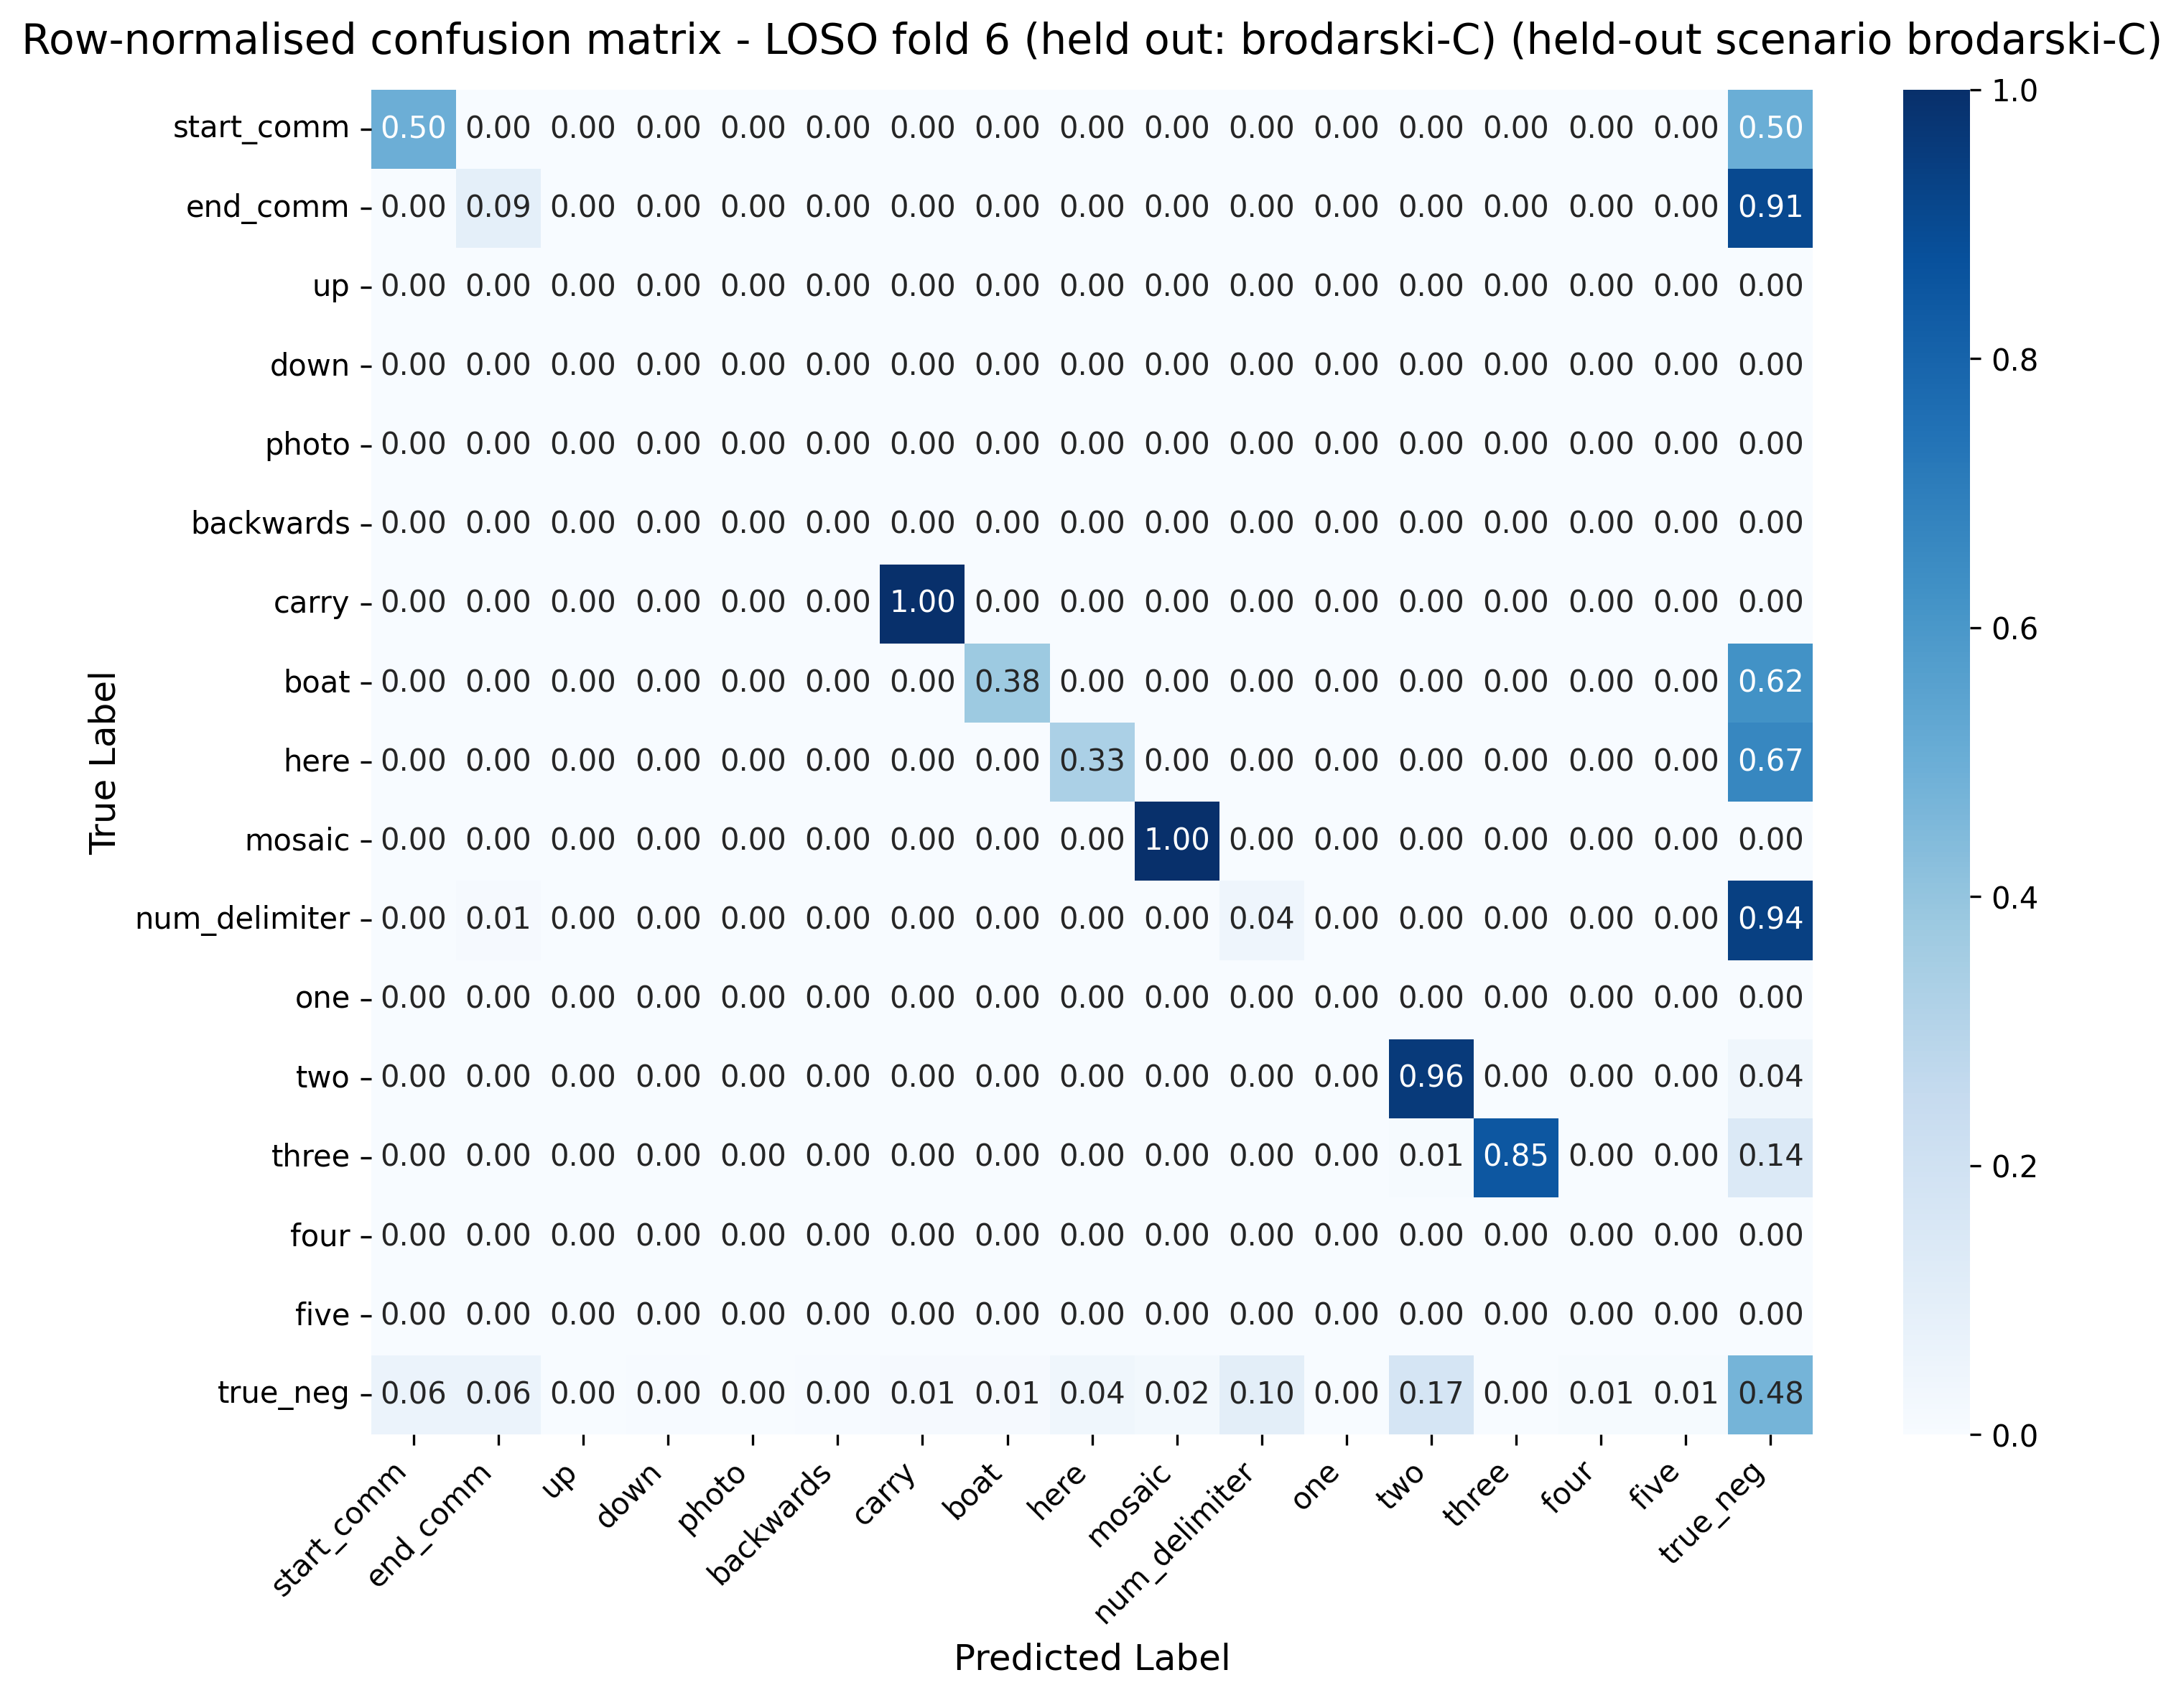 Row-normalised confusion matrix - LOSO fold 6 (held out: brodarski-C) (held-out scenario brodarski-C)
True Label
start_comm 0.50 0.00 0.00 0.00 0.00 0.00 0.00 0.00 0.00 0.00 0.00 0.00 0.00 0.00 0.00 0.00 0.50
end_comm 0.00 0.09 0.00 0.00 0.00 0.00 0.00 0.00 0.00 0.00 0.00 0.00 0.00 0.00 0.00 0.00 0.91
up 0.00 0.00 0.00 0.00 0.00 0.00 0.00 0.00 0.00 0.00 0.00 0.00 0.00 0.00 0.00 0.00 0.00
down 0.00 0.00 0.00 0.00 0.00 0.00 0.00 0.00 0.00 0.00 0.00 0.00 0.00 0.00 0.00 0.00 0.00
photo 0.00 0.00 0.00 0.00 0.00 0.00 0.00 0.00 0.00 0.00 0.00 0.00 0.00 0.00 0.00 0.00 0.00
backwards 0.00 0.00 0.00 0.00 0.00 0.00 0.00 0.00 0.00 0.00 0.00 0.00 0.00 0.00 0.00 0.00 0.00
carry 0.00 0.00 0.00 0.00 0.00 0.00 1.00 0.00 0.00 0.00 0.00 0.00 0.00 0.00 0.00 0.00 0.00
boat 0.00 0.00 0.00 0.00 0.00 0.00 0.00 0.38 0.00 0.00 0.00 0.00 0.00 0.00 0.00 0.00 0.62
here 0.00 0.00 0.00 0.00 0.00 0.00 0.00 0.00 0.33 0.00 0.00 0.00 0.00 0.00 0.00 0.00 0.67
mosaic 0.00 0.00 0.00 0.00 0.00 0.00 0.00 0.00 0.00 1.00 0.00 0.00 0.00 0.00 0.00 0.00 0.00
num_delimiter 0.00 0.01 0.00 0.00 0.00 0.00 0.00 0.00 0.00 0.00 0.04 0.00 0.00 0.00 0.00 0.00 0.94
one 0.00 0.00 0.00 0.00 0.00 0.00 0.00 0.00 0.00 0.00 0.00 0.00 0.00 0.00 0.00 0.00 0.00
two 0.00 0.00 0.00 0.00 0.00 0.00 0.00 0.00 0.00 0.00 0.00 0.00 0.96 0.00 0.00 0.00 0.04
three 0.00 0.00 0.00 0.00 0.00 0.00 0.00 0.00 0.00 0.00 0.00 0.00 0.01 0.85 0.00 0.00 0.14
four 0.00 0.00 0.00 0.00 0.00 0.00 0.00 0.00 0.00 0.00 0.00 0.00 0.00 0.00 0.00 0.00 0.00
five 0.00 0.00 0.00 0.00 0.00 0.00 0.00 0.00 0.00 0.00 0.00 0.00 0.00 0.00 0.00 0.00 0.00
true_neg 0.06 0.06 0.00 0.00 0.00 0.00 0.01 0.01 0.04 0.02 0.10 0.00 0.17 0.00 0.01 0.01 0.48
start_comm end_comm up down photo backwards carry boat here mosaic num_delimiter one two three four five true_neg
Predicted Label
1.0
0.8
0.6
0.4
0.2
0.0